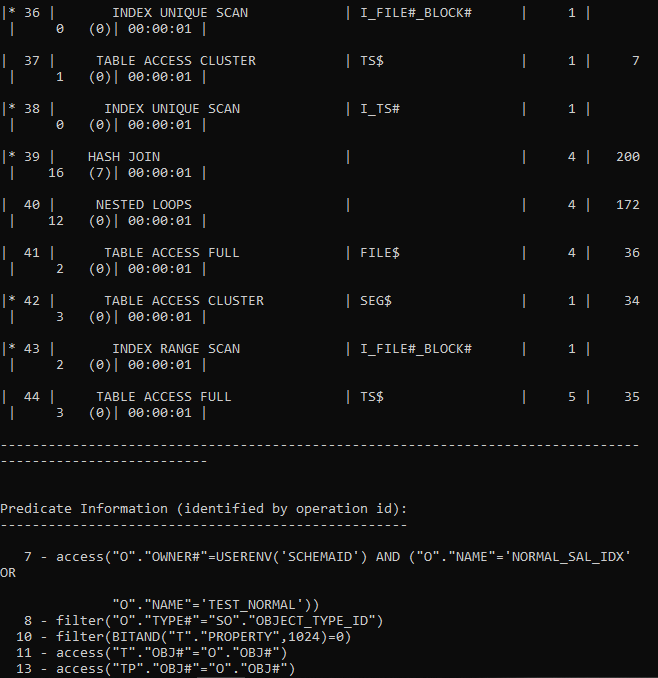 |* 36 |       INDEX UNIQUE SCAN            | I_FILE#_BLOCK#      |     1 |
 |     0   (0)| 00:00:01 |
|  37 |     TABLE ACCESS CLUSTER           | TS$                 |     1 |     7
 |     1   (0)| 00:00:01 |
|* 38 |      INDEX UNIQUE SCAN             | I_TS#               |     1 |
 |     0   (0)| 00:00:01 |
|* 39 |    HASH JOIN                       |                     |     4 |   200
 |    16   (7)| 00:00:01 |
|  40 |     NESTED LOOPS                   |                     |     4 |   172
 |    12   (0)| 00:00:01 |
|  41 |      TABLE ACCESS FULL             | FILE$               |     4 |    36
 |     2   (0)| 00:00:01 |
|* 42 |      TABLE ACCESS CLUSTER          | SEG$                |     1 |    34
 |     3   (0)| 00:00:01 |
|* 43 |       INDEX RANGE SCAN             | I_FILE#_BLOCK#      |     1 |
 |     2   (0)| 00:00:01 |
|  44 |     TABLE ACCESS FULL              | TS$                 |     5 |    35
 |     3   (0)| 00:00:01 |
--------------------------------------------------------------------------------
--------------------------
Predicate Information (identified by operation id):
---------------------------------------------------
   7 - access("O"."OWNER#"=USERENV('SCHEMAID') AND ("O"."NAME"='NORMAL_SAL_IDX'
OR
              "O"."NAME"='TEST_NORMAL'))
   8 - filter("O"."TYPE#"="SO"."OBJECT_TYPE_ID")
  10 - filter(BITAND("T"."PROPERTY",1024)=0)
  11 - access("T"."OBJ#"="O"."OBJ#")
  13 - access("TP"."OBJ#"="O"."OBJ#")